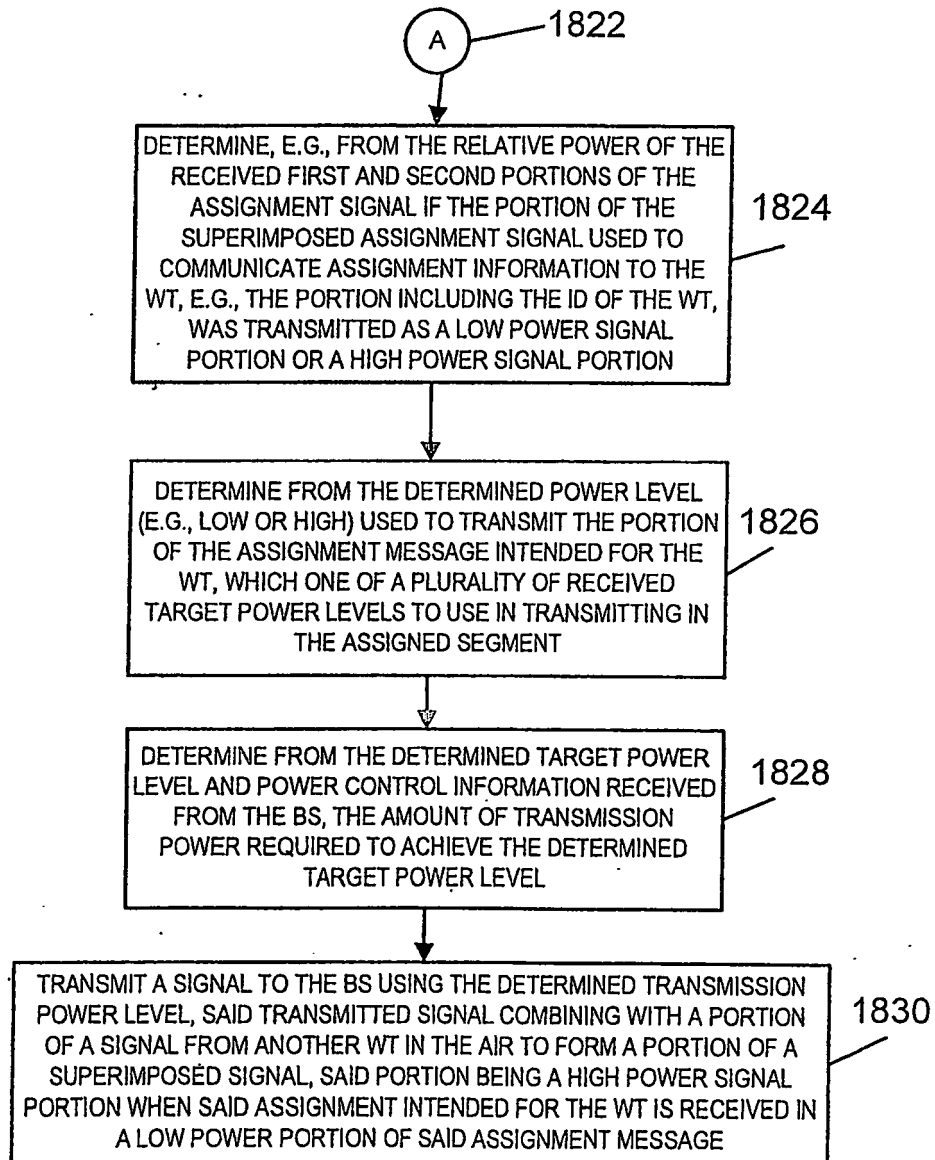 A
1822
DETERMINE, E.G., FROM THE RELATIVE POWER OF THE
RECEIVED FIRST AND SECOND PORTIONS OF THE
ASSIGNMENT SIGNAL IF THE PORTION OF THE
SUPERIMPOSED ASSIGNMENT SIGNAL USED TO
COMMUNICATE ASSIGNMENT INFORMATION TO THE
WT, E.G., THE PORTION INCLUDING THE ID OF THE WT,
WAS TRANSMITTED AS A LOW POWER SIGNAL
PORTION OR A HIGH POWER SIGNAL PORTION
1824
DETERMINE FROM THE DETERMINED POWER LEVEL
(E.G., LOW OR HIGH) USED TO TRANSMIT THE PORTION
OF THE ASSIGNMENT MESSAGE INTENDED FOR THE
WT, WHICH ONE OF A PLURALITY OF RECEIVED
TARGET POWER LEVELS TO USE IN TRANSMITTING IN
THE ASSIGNED SEGMENT
1826
DETERMINE FROM THE DETERMINED TARGET POWER
LEVEL AND POWER CONTROL INFORMATION RECEIVED
FROM THE BS, THE AMOUNT OF TRANSMISSION
POWER REQUIRED TO ACHIEVE THE DETERMINED
TARGET POWER LEVEL
1828
TRANSMIT A SIGNAL TO THE BS USING THE DETERMINED TRANSMISSION
POWER LEVEL, SAID TRANSMITTED SIGNAL COMBINING WITH A PORTION
OF A SIGNAL FROM ANOTHER WT IN THE AIR TO FORM A PORTION OF A
SUPERIMPOSED SIGNAL, SAID PORTION BEING A HIGH POWER SIGNAL
PORTION WHEN SAID ASSIGNMENT INTENDED FOR THE WT IS RECEIVED IN
A LOW POWER PORTION OF SAID ASSIGNMENT MESSAGE
1830